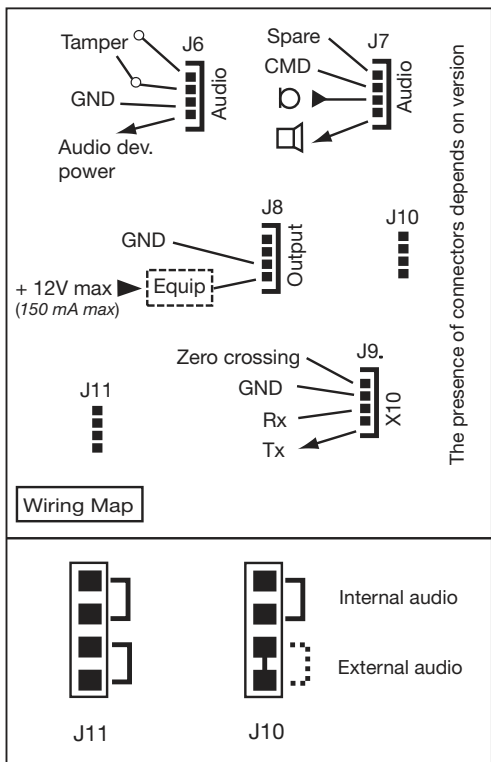 Tamper
J6
Audio
GND
Audio dev.
power
Spare
J7
CMD
Audio
J8
GND
Output
+ 12V max
Equip
(150 mA max)
J10
The presence of connectors depends on version
Zero crossing
J9.
GND
X10
Rx
Tx
J11
Wiring Map
Internal audio
External audio
J11
J10